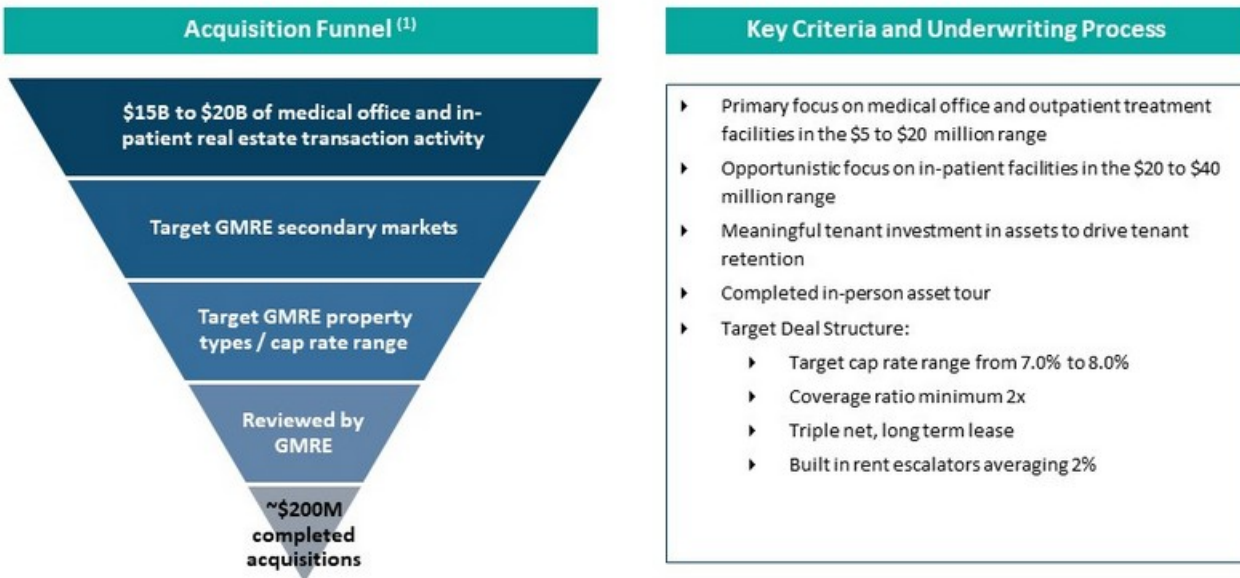 Acquisition Funnel (1)
$15B to $20B of medical office and in-
patient real estate transaction activity
Target GMRE secondary markets
Target GMRE property
types / cap rate range
Reviewed by
GMRE
~$200M
completed
acquisitions
Key Criteria and Underwriting Process
Primary focus on medical office and outpatient treatment
facilities in the $5 to $20 million range
Opportunistic focus on in-patient facilities in the $20 to $40
million range
Meaningful tenant investment in assets to drive tenant
retention
Completed in-person asset tour
Target Deal Structure:
Target cap rate range from 7.0% to 8.0%
Coverage ratio minimum 2x
Triple net, long term lease
Built in rent escalators averaging 2%